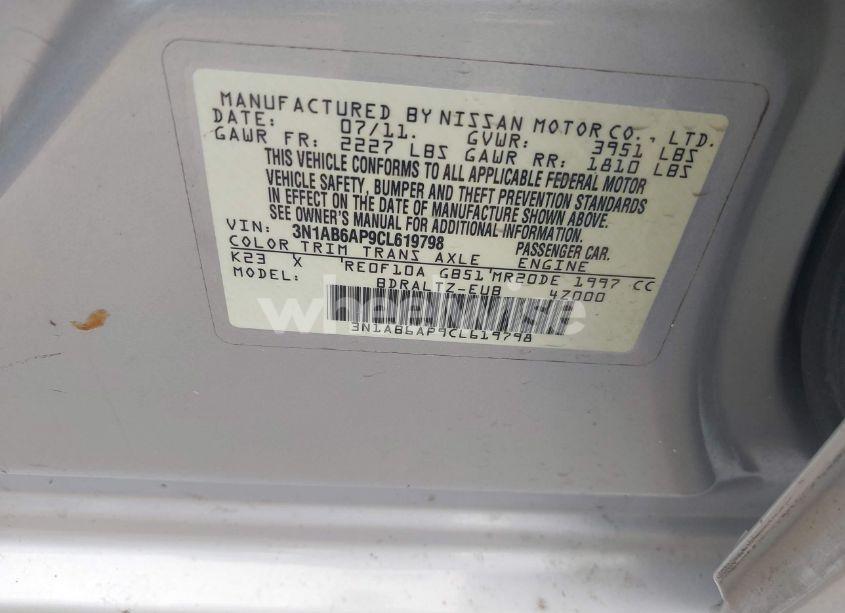 MANUFACTURED BY NISSAN MOTOR CO., LTD.
DATE: 07/11. GVWR: 3951 LBS
GAWR FR: 2227 LBS GAWR RR: 1810 LBS
THIS VEHICLE CONFORMS TO ALL APPLICABLE FEDERAL MOTOR
VEHICLE SAFETY, BUMPER AND THEFT PREVENTION STANDARDS
IN EFFECT ON THE DATE OF MANUFACTURE SHOWN ABOVE.
SEE OWNER'S MANUAL FOR ADDITIONAL INFORMATION.
VIN: 3N1AB6AP9CL619798 PASSENGER CAR.
COLOR TRIM TRANS AXLE ENGINE
K23 X RE0F10A GB51 MR20DE 1997 CC
MODEL: BDRALTZ-EUB 4Z000
3N1AB6AP9CL619798